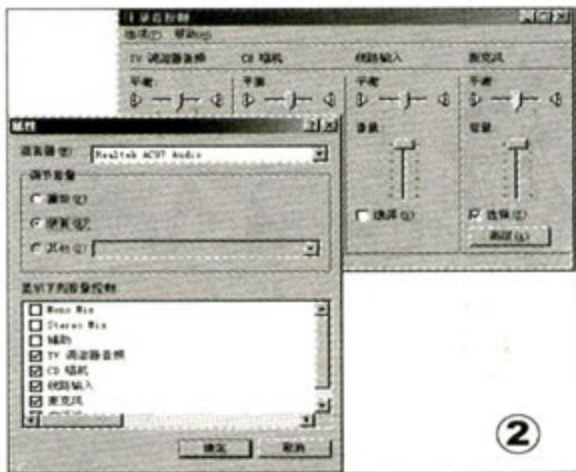 主录音控制
选项(P) 帮助(H)
TV 调谐器音频 CD 唱机 线路输入 麦克风
平衡: 平衡: 平衡: 平衡:
音量: 音量:
选择(S) 选择(S)
高级(A)
属性
混音器(M): Realtek AC97 Audio
调节音量
播放(P)
录音(R)
其他(O)
显示下列音量控制:
Mono Mix
Stereo Mix
辅助
TV 调谐器音频
CD 唱机
线路输入
麦克风
确定 取消
②